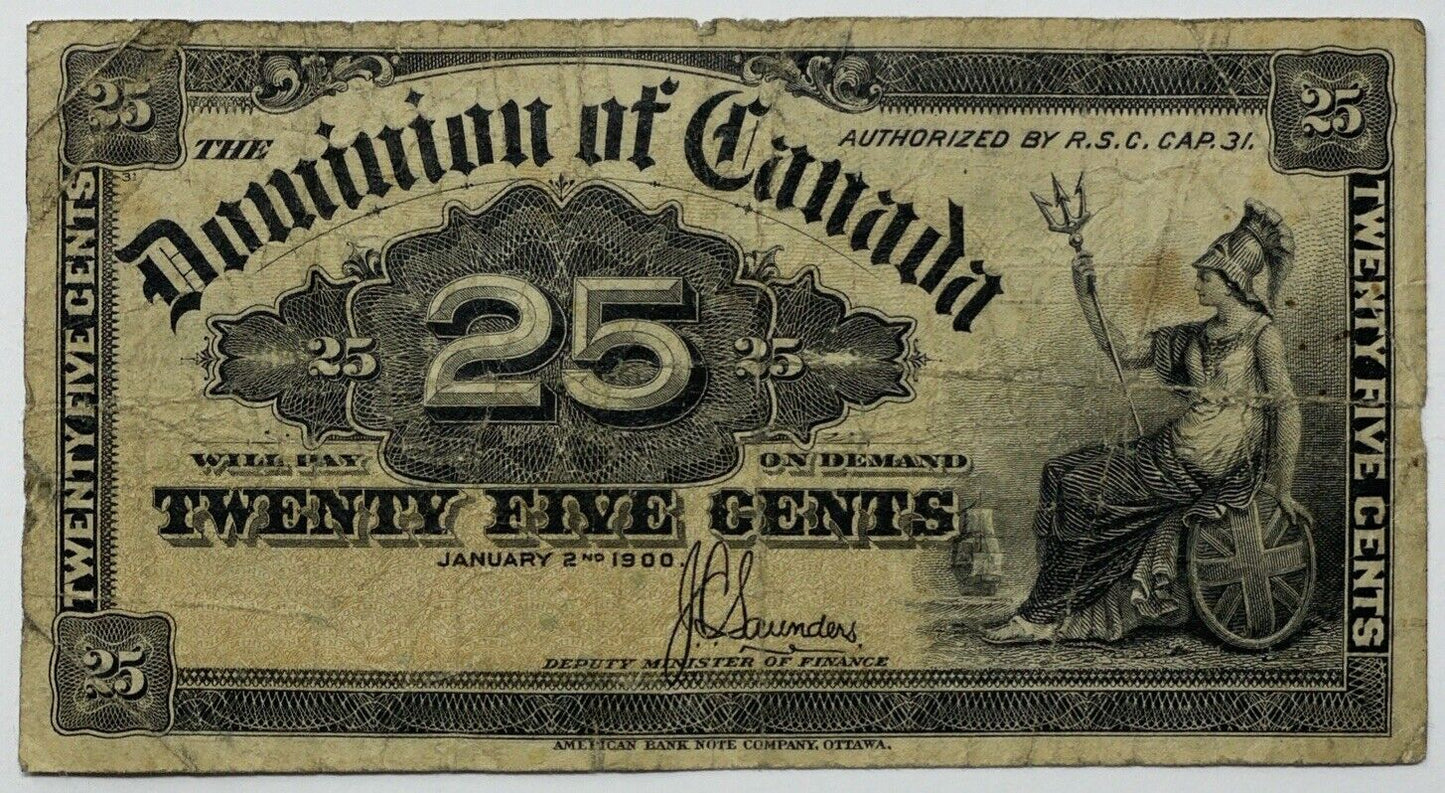 25
25
THE
Dominion of Canada
AUTHORIZED BY R.S.C. CAP. 31.
31
TWENTY FIVE CENTS
TWENTY FIVE CENTS
25
25
25
WILL PAY
ON DEMAND
TWENTY FIVE CENTS
JANUARY 2ND 1900.
J C Saunders,
DEPUTY MINISTER OF FINANCE
25
AMERICAN BANK NOTE COMPANY, OTTAWA.